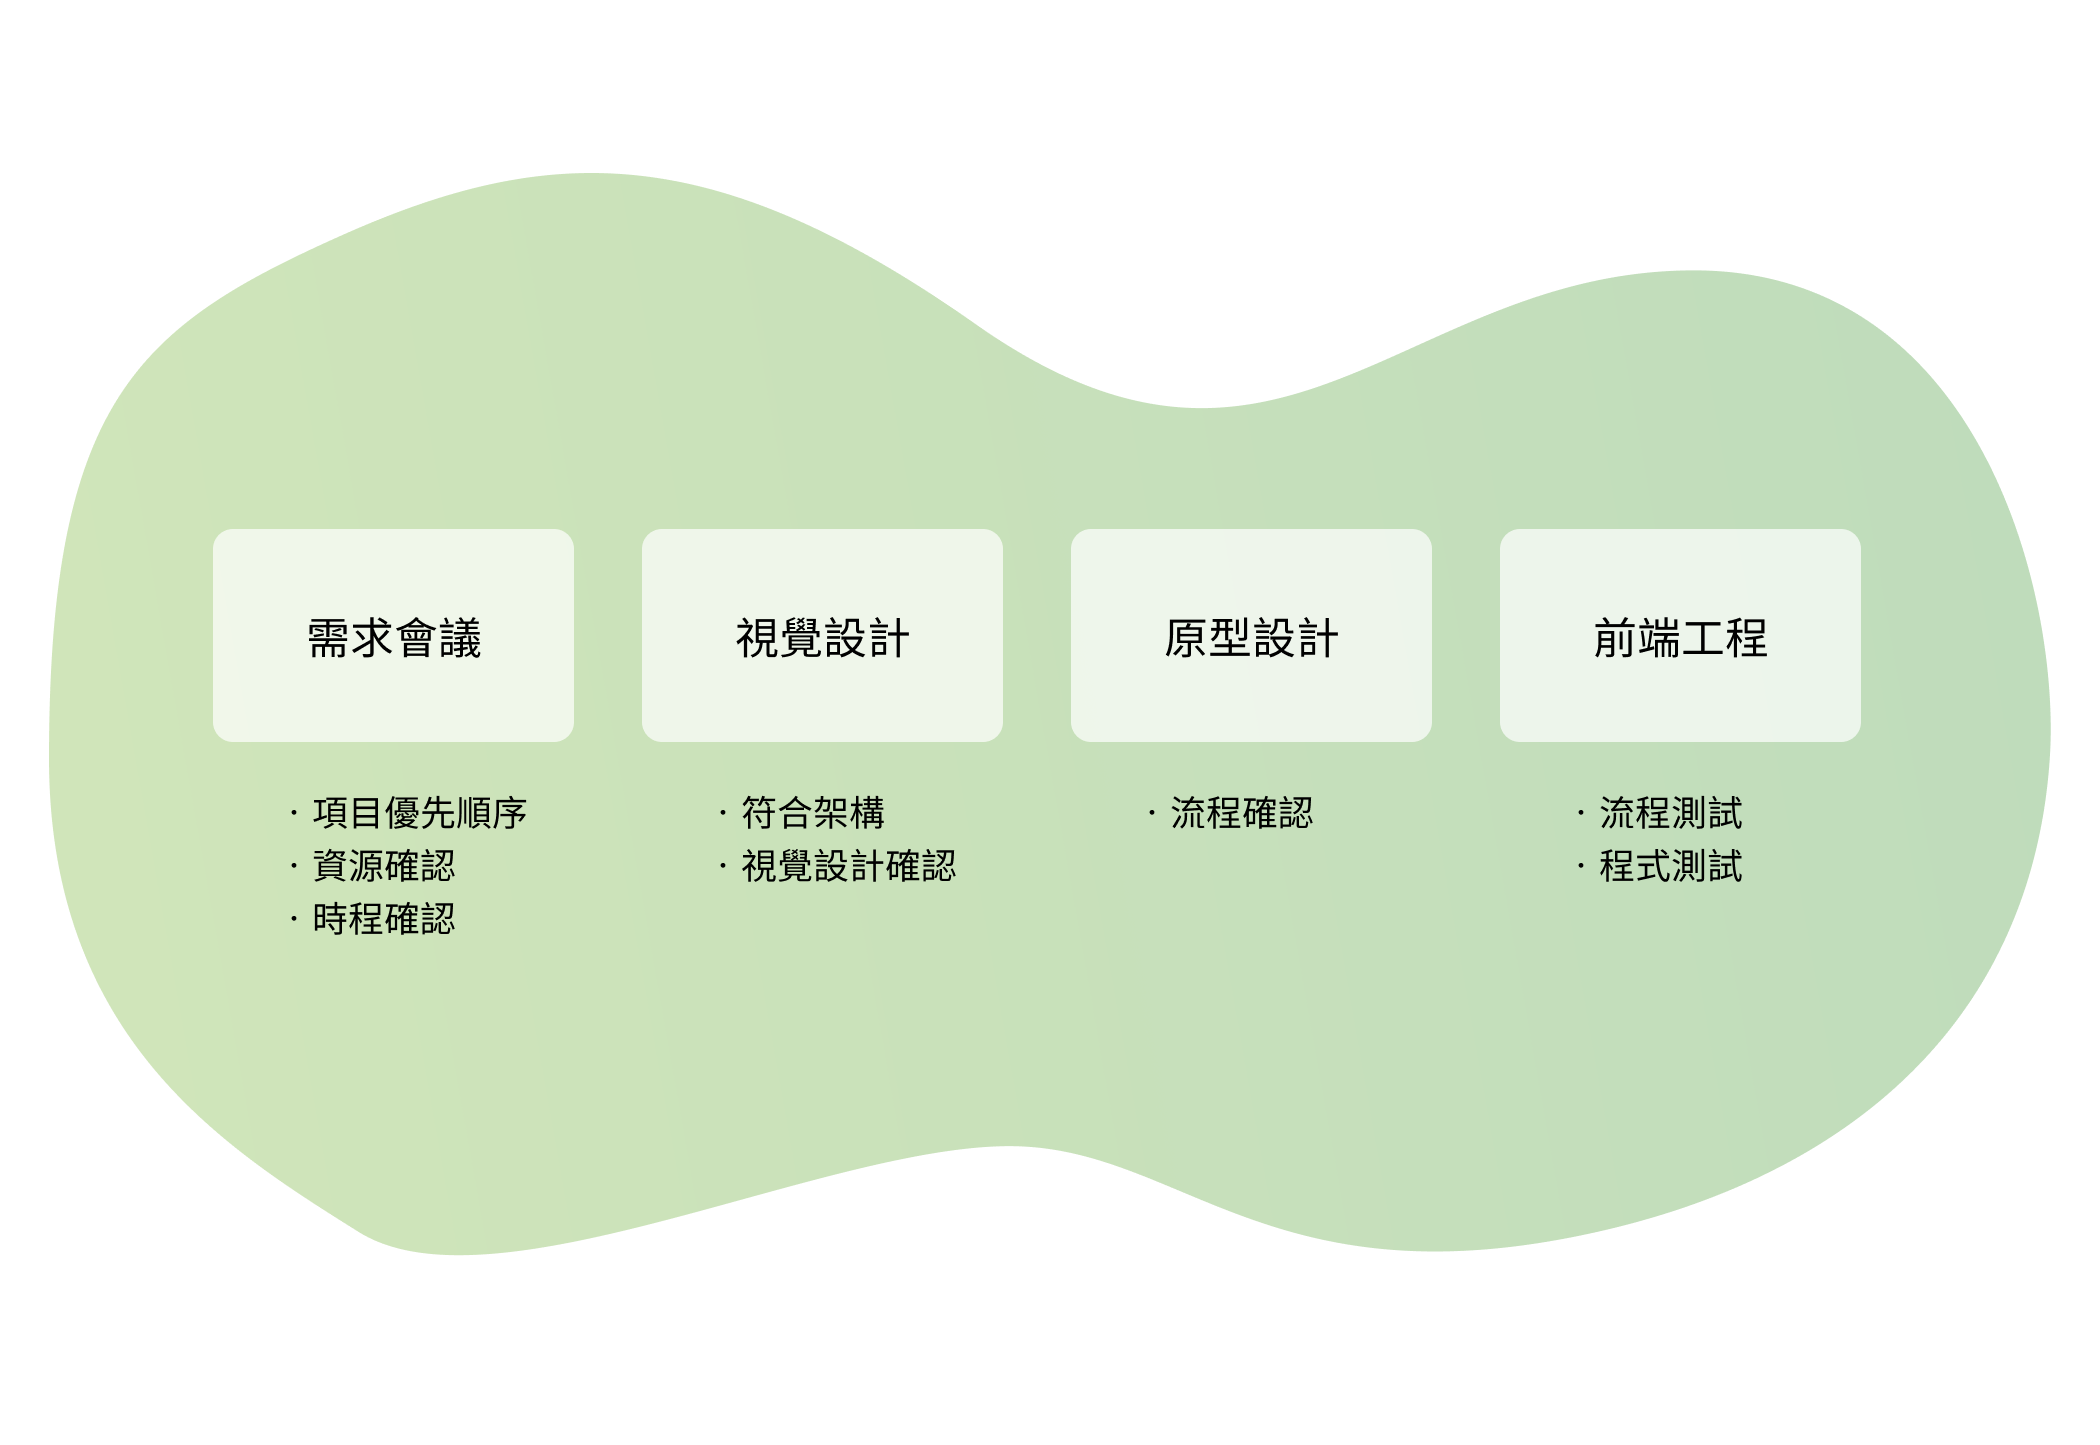 需求會議
視覺設計
原型設計
前端工程
· 項目優先順序
· 資源確認
· 時程確認
· 符合架構
· 視覺設計確認
· 流程確認
· 流程測試
· 程式測試